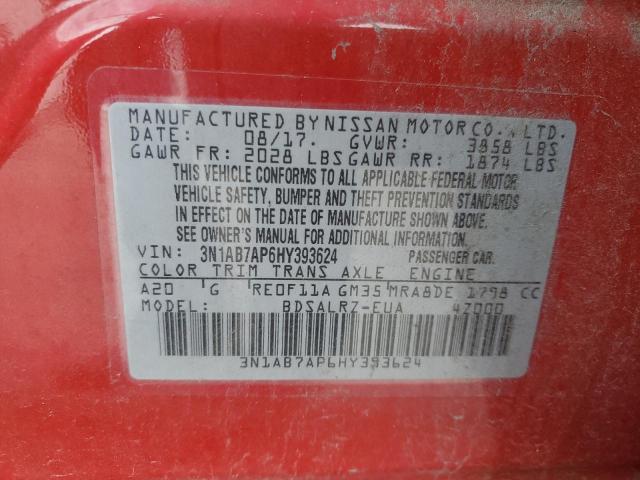 MANUFACTURED BY NISSAN MOTOR CO., LTD.
DATE: 08/17. GVWR: 3858 LBS
GAWR FR: 2028 LBS GAWR RR: 1874 LBS
THIS VEHICLE CONFORMS TO ALL APPLICABLE FEDERAL MOTOR
VEHICLE SAFETY, BUMPER AND THEFT PREVENTION STANDARDS
IN EFFECT ON THE DATE OF MANUFACTURE SHOWN ABOVE.
SEE OWNER'S MANUAL FOR ADDITIONAL INFORMATION
VIN: 3N1AB7AP6HY393624 PASSENGER CAR.
COLOR TRIM TRANS AXLE ENGINE
A20 G RE0F11A GM35 MRA8DE 1798 CC
MODEL: BDSALRZ-EUA 4Z000
3N1AB7AP6HY393624